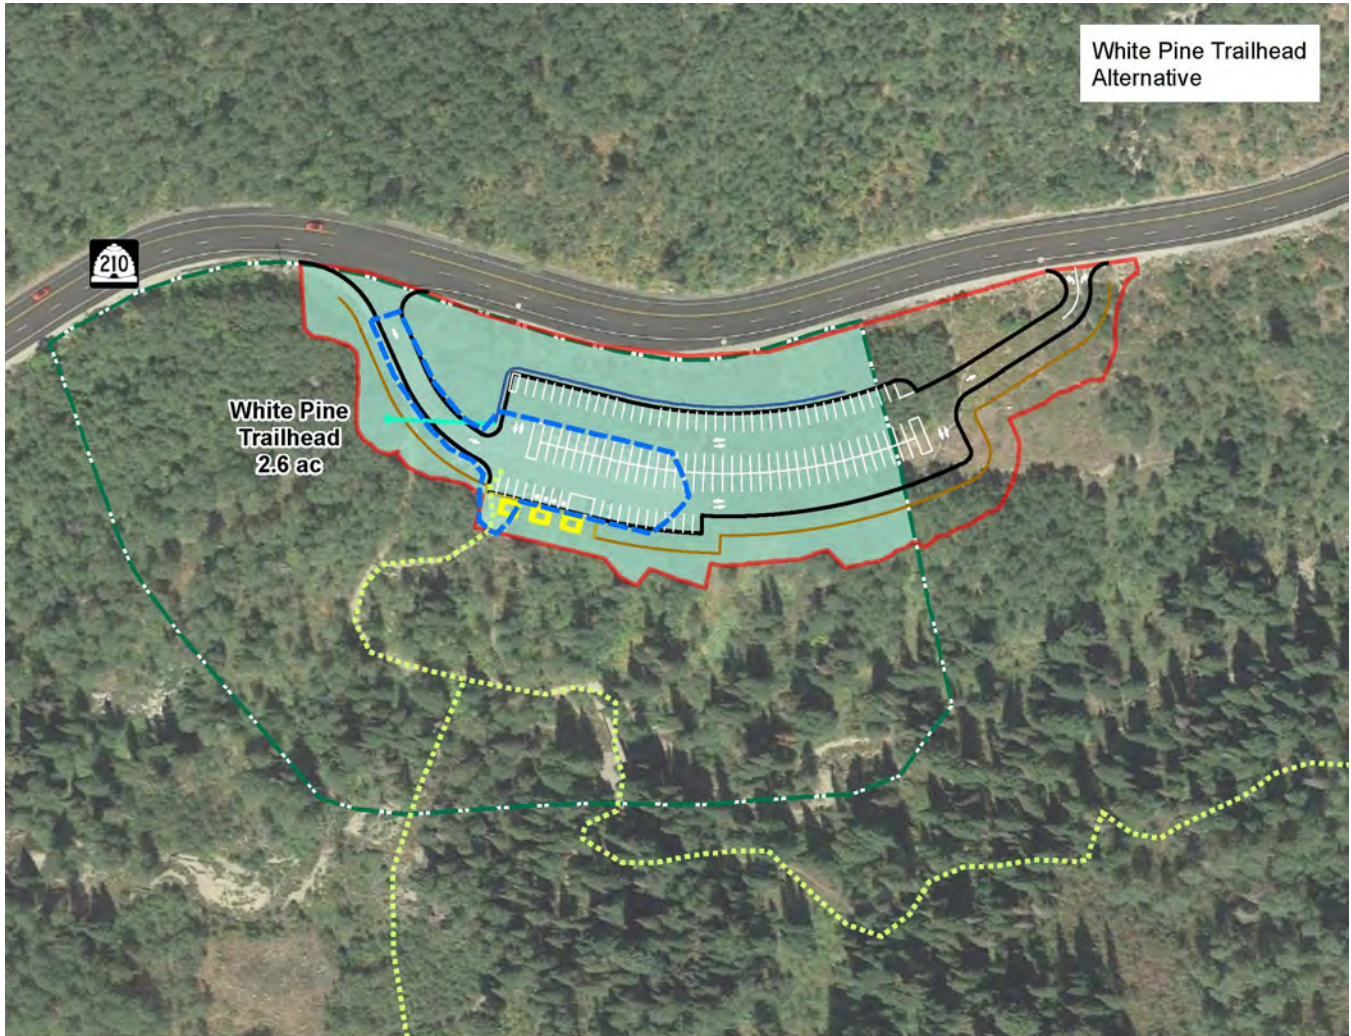 White Pine Trailhead
Alternative
210
White Pine
Trailhead
2.6 ac